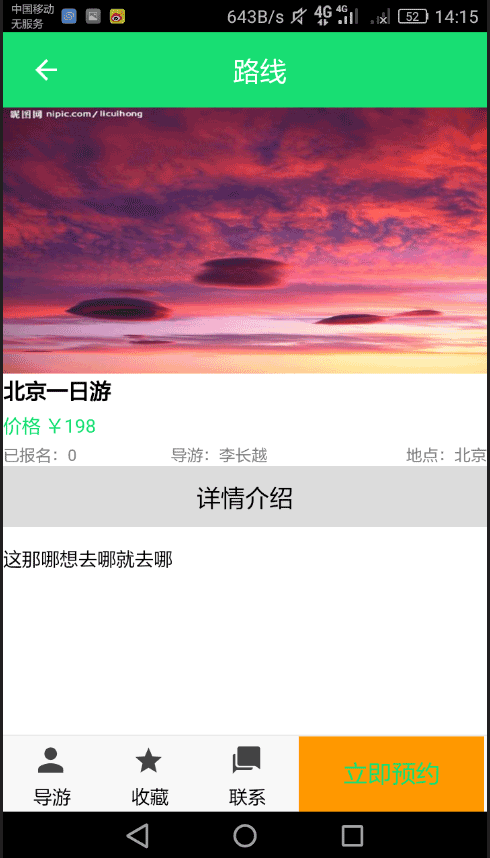 中国移动
无服务
643B/s 4G 4G 52 14:15
路线
昵图网 nipic.com/licuihong
北京一日游
价格 ￥198
已报名：0 导游：李长越 地点：北京
详情介绍
这那哪想去哪就去哪
导游 收藏 联系 立即预约